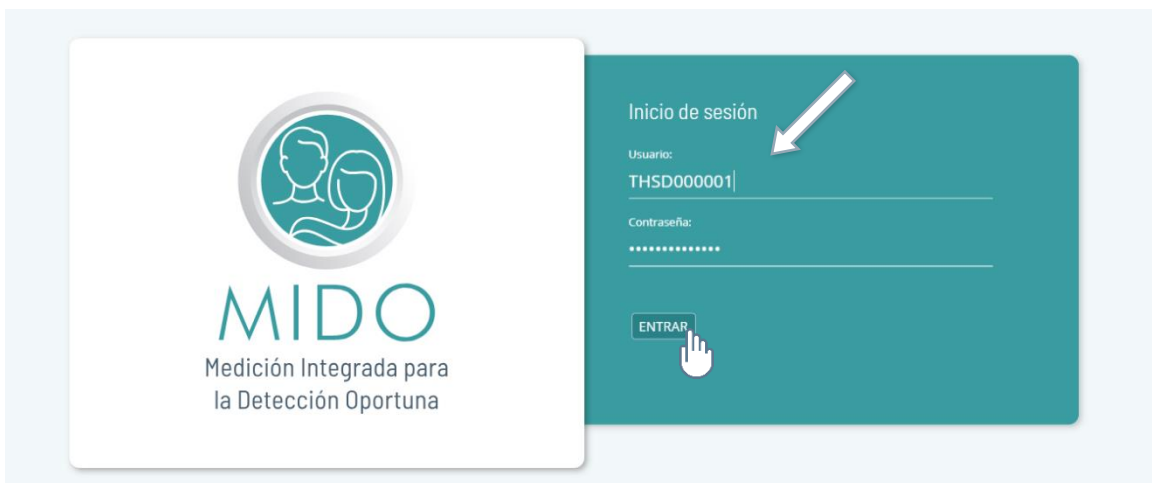 MIDO
Medición Integrada para
la Detección Oportuna
Inicio de sesión
Usuario:
THSD000001
Contraseña:
••••••••••••••
ENTRAR